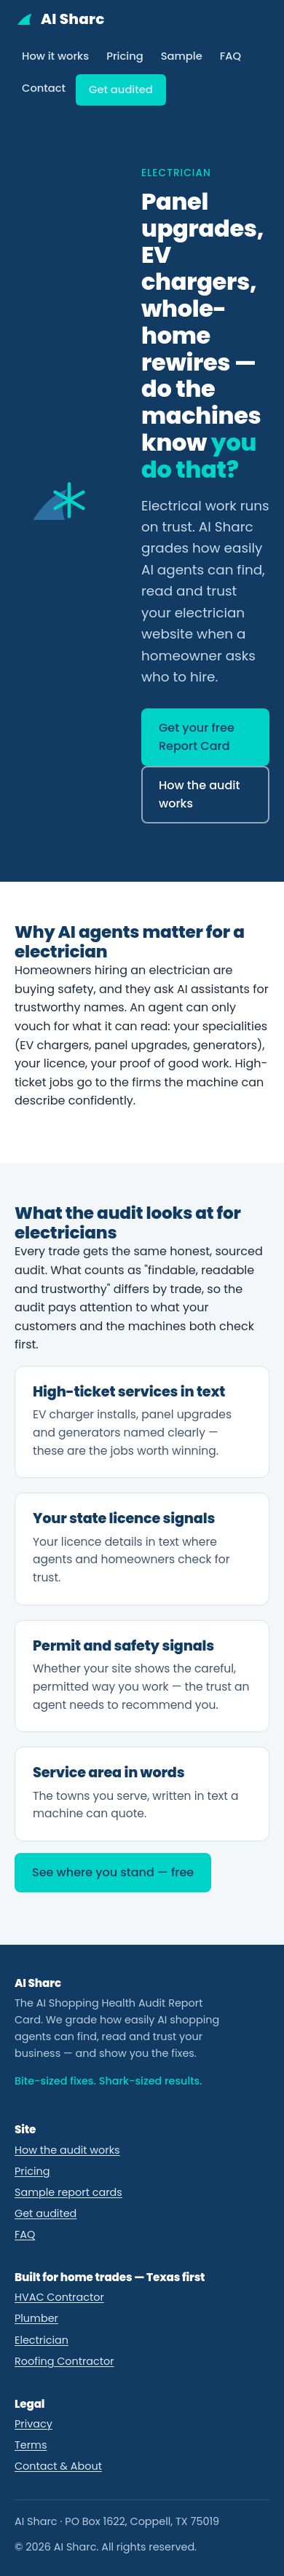 AI Sharc
How it works Pricing Sample FAQ
Contact Get audited
ELECTRICIAN
Panel
upgrades,
EV
chargers,
whole-
home
rewires —
do the
machines
know you
do that?
Electrical work runs
on trust. AI Sharc
grades how easily
AI agents can find,
read and trust
your electrician
website when a
homeowner asks
who to hire.
Get your free
Report Card
How the audit
works
Why AI agents matter for a
electrician
Homeowners hiring an electrician are
buying safety, and they ask AI assistants for
trustworthy names. An agent can only
vouch for what it can read: your specialities
(EV chargers, panel upgrades, generators),
your licence, your proof of good work. High-
ticket jobs go to the firms the machine can
describe confidently.
What the audit looks at for
electricians
Every trade gets the same honest, sourced
audit. What counts as "findable, readable
and trustworthy" differs by trade, so the
audit pays attention to what your
customers and the machines both check
first.
High-ticket services in text
EV charger installs, panel upgrades
and generators named clearly —
these are the jobs worth winning.
Your state licence signals
Your licence details in text where
agents and homeowners check for
trust.
Permit and safety signals
Whether your site shows the careful,
permitted way you work — the trust an
agent needs to recommend you.
Service area in words
The towns you serve, written in text a
machine can quote.
See where you stand — free
AI Sharc
The AI Shopping Health Audit Report
Card. We grade how easily AI shopping
agents can find, read and trust your
business — and show you the fixes.
Bite-sized fixes. Shark-sized results.
Site
How the audit works
Pricing
Sample report cards
Get audited
FAQ
Built for home trades — Texas first
HVAC Contractor
Plumber
Electrician
Roofing Contractor
Legal
Privacy
Terms
Contact & About
AI Sharc · PO Box 1622, Coppell, TX 75019
© 2026 AI Sharc. All rights reserved.